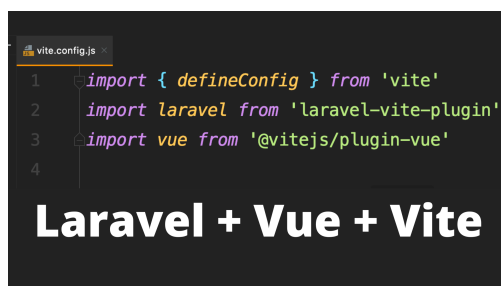 vite.config.js
1 import { defineConfig } from 'vite'
2 import laravel from 'laravel-vite-plugin'
3 import vue from '@vitejs/plugin-vue'
4
Laravel + Vue + Vite